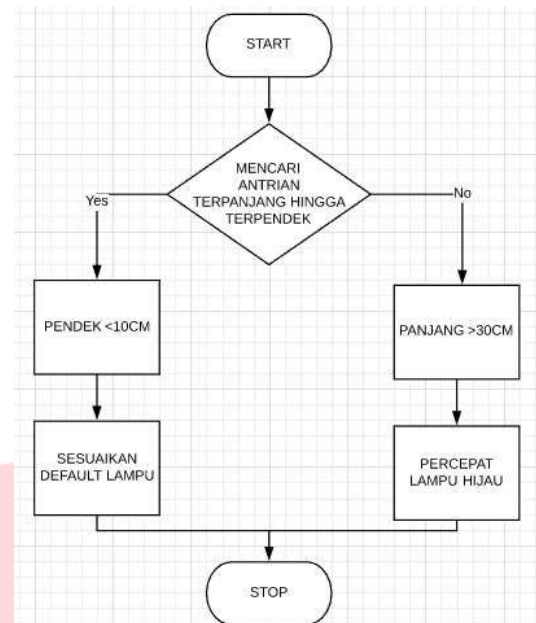 START
MENCARI
ANTRIAN
TERPANJANG HINGGA
TERPENDEK
Yes
No
PENDEK <10CM
PANJANG >30CM
SESUAIKAN
DEFAULT LAMPU
PERCEPAT
LAMPU HIJAU
STOP